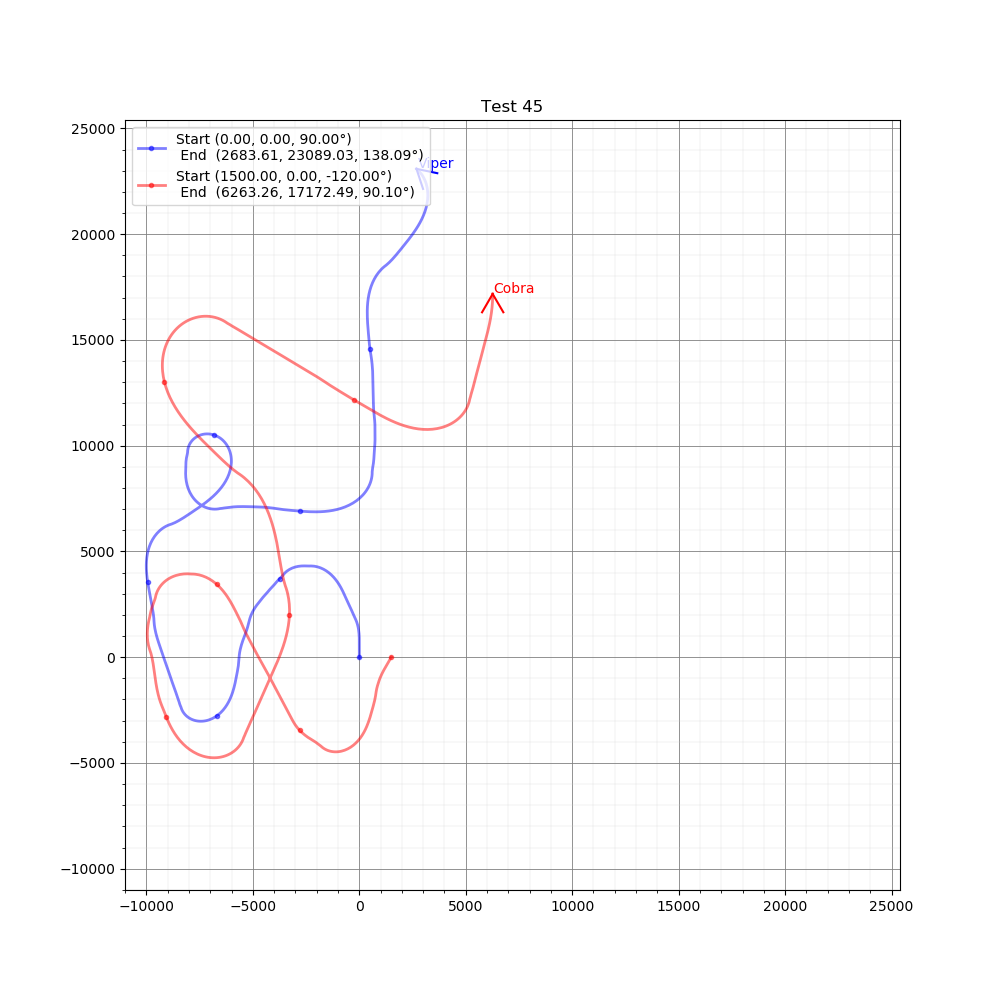 Test 45
Start (0.00, 0.00, 90.00°)
End (2683.61, 23089.03, 138.09°)
Start (1500.00, 0.00, -120.00°)
End (6263.26, 17172.49, 90.10°)
Viper
Cobra
25000
20000
15000
10000
5000
0
−5000
−10000
−10000 −5000 0 5000 10000 15000 20000 25000